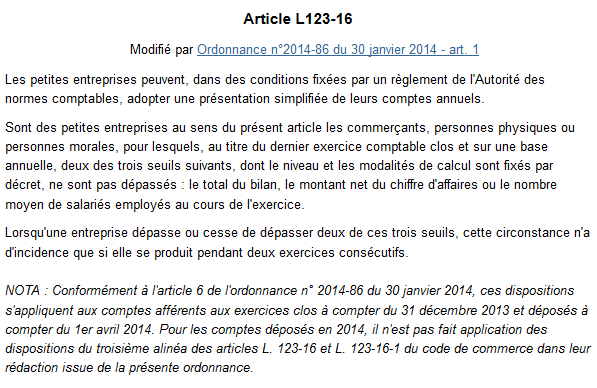 Article L123-16
Modifié par Ordonnance n°2014-86 du 30 janvier 2014 - art. 1
Les petites entreprises peuvent, dans des conditions fixées par un règlement de l'Autorité des
normes comptables, adopter une présentation simplifiée de leurs comptes annuels.
Sont des petites entreprises au sens du présent article les commerçants, personnes physiques ou
personnes morales, pour lesquels, au titre du dernier exercice comptable clos et sur une base
annuelle, deux des trois seuils suivants, dont le niveau et les modalités de calcul sont fixés par
décret, ne sont pas dépassés : le total du bilan, le montant net du chiffre d'affaires ou le nombre
moyen de salariés employés au cours de l'exercice.
Lorsqu'une entreprise dépasse ou cesse de dépasser deux de ces trois seuils, cette circonstance n'a
d'incidence que si elle se produit pendant deux exercices consécutifs.
NOTA : Conformément à l'article 6 de l'ordonnance n° 2014-86 du 30 janvier 2014, ces dispositions
s'appliquent aux comptes afférents aux exercices clos à compter du 31 décembre 2013 et déposés à
compter du 1er avril 2014. Pour les comptes déposés en 2014, il n'est pas fait application des
dispositions du troisième alinéa des articles L. 123-16 et L. 123-16-1 du code de commerce dans leur
rédaction issue de la présente ordonnance.